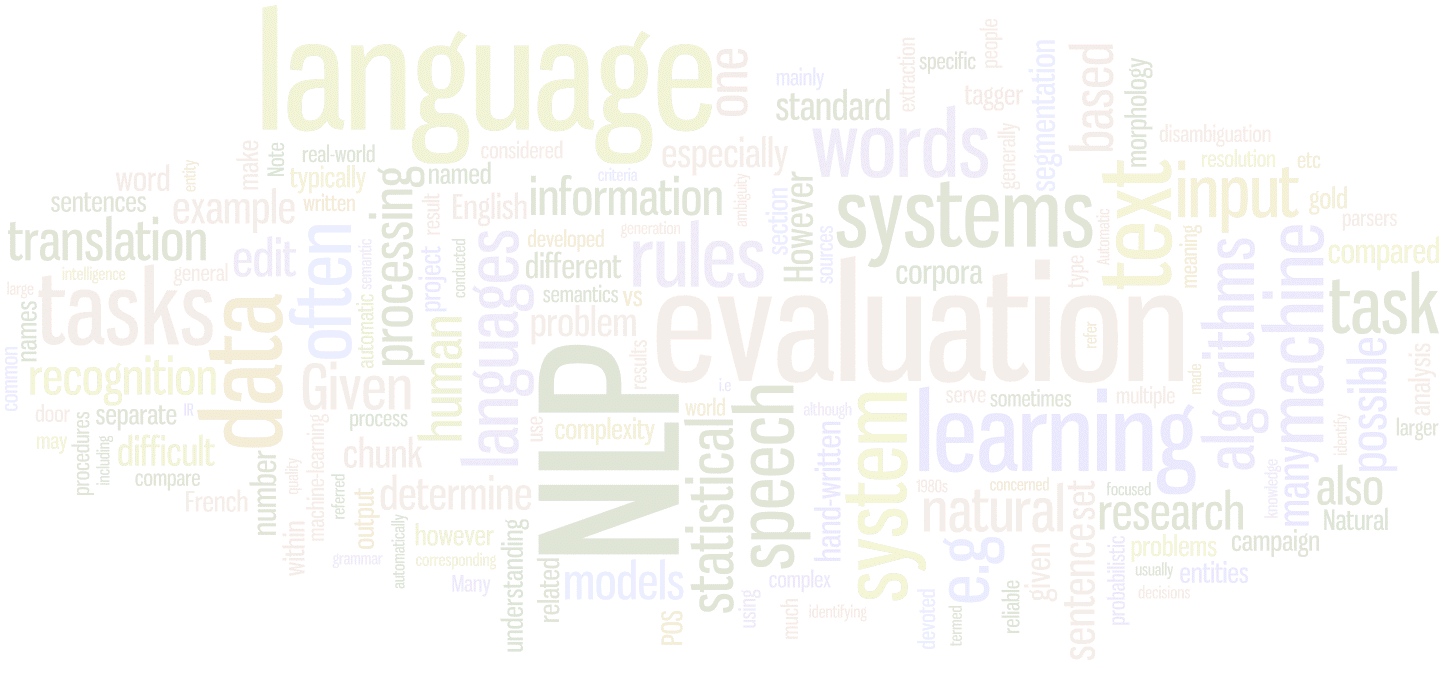 language
one
mainly
standard
words
specific
extraction
people
tagger
segmentation
based
morphology
disambiguation
resolution
etc
generally
considered
especially
criteria
real-world
Note
make
typically
named
written
entity
word
sentences
example
processing
result
English
information
ambiguity
section
However
systems
text
input
gold
parsers
translation
edit
often
semantic
project
conducted
languages
developed
generation
different
rules
sources
corpora
type
Automatic
meaning
algorithms
machine
compared
intelligence
general
tasks
large
names
data
automatic
human
semantics
vs
problem
evaluation
refer
task
common
recognition
Given
results
i.e
made
possible
analysis
door
separate
IR
process
NLP
world
speech
although
learning
serve
sometimes
multiple
identify
larger
may
procedures
including
difficult
compare
quality
machine-learning
chunk
use
complexity
statistical
hand-written
system
many
knowledge
also
French
number
referred
determine
1980s
concerned
natural
set
focused
research
Natural
within
output
automatically
however
understanding
e.g
given
sentence
probabilistic
problems
campaign
grammar
corresponding
Many
related
models
complex
usually
entities
decisions
POS
using
much
identifying
devoted
termed
reliable